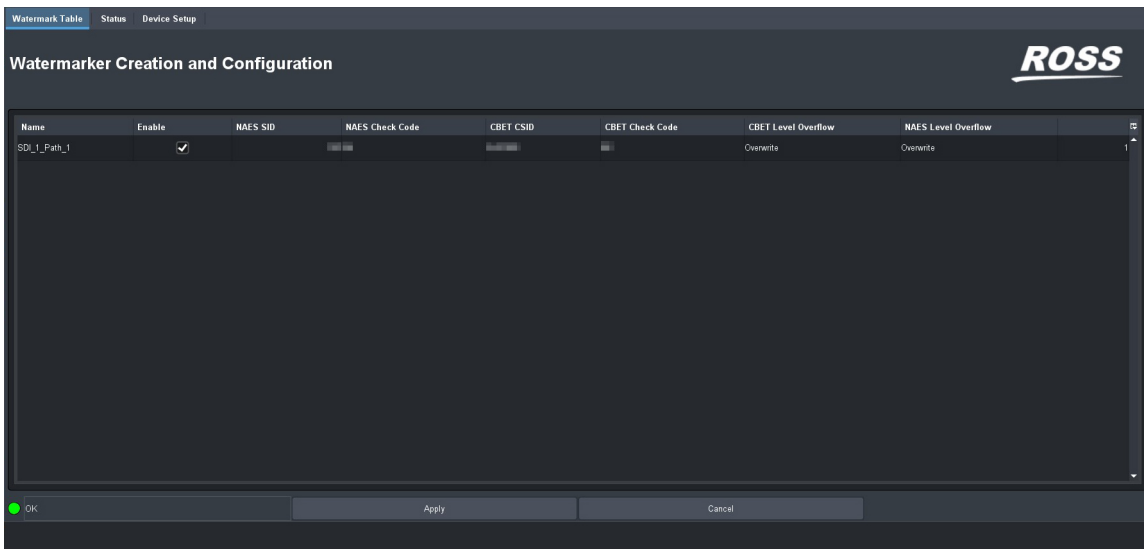 Watermark Table Status Device Setup
Watermarker Creation and Configuration
ROSS
Name Enable NAES SID NAES Check Code CBET CSID CBET Check Code CBET Level Overflow NAES Level Overflow
SDI_1_Path_1 Overwrite Overwrite 1
OK Apply Cancel